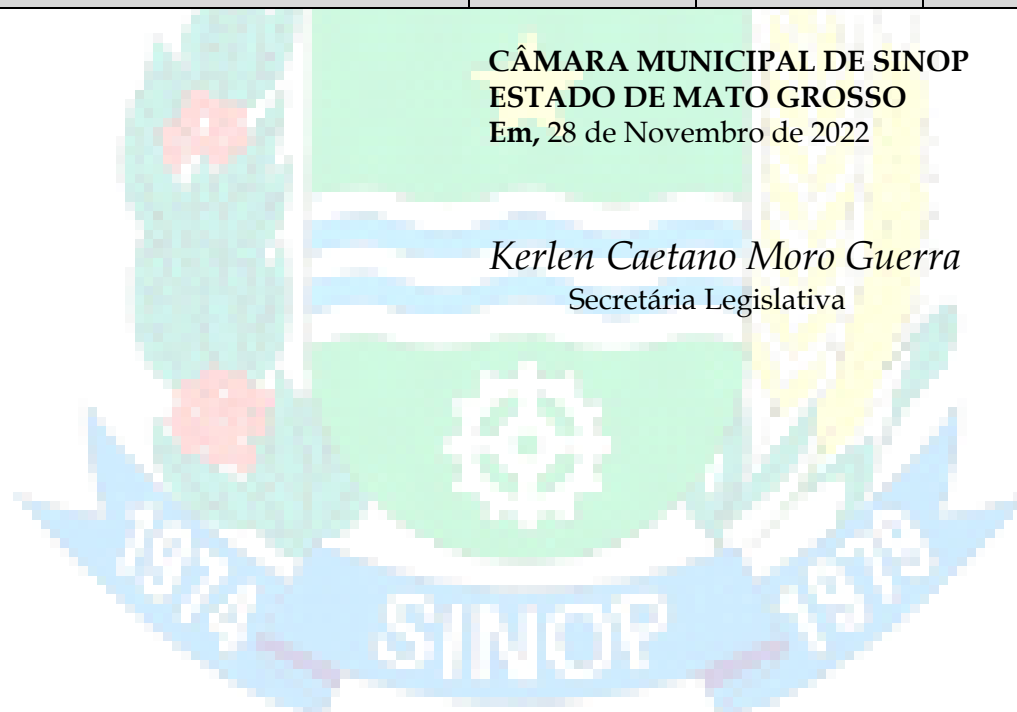 CÂMARA MUNICIPAL DE SINOP
ESTADO DE MATO GROSSO
Em, 28 de Novembro de 2022
Kerlen Caetano Moro Guerra
Secretária Legislativa
1974 SINOP 1979